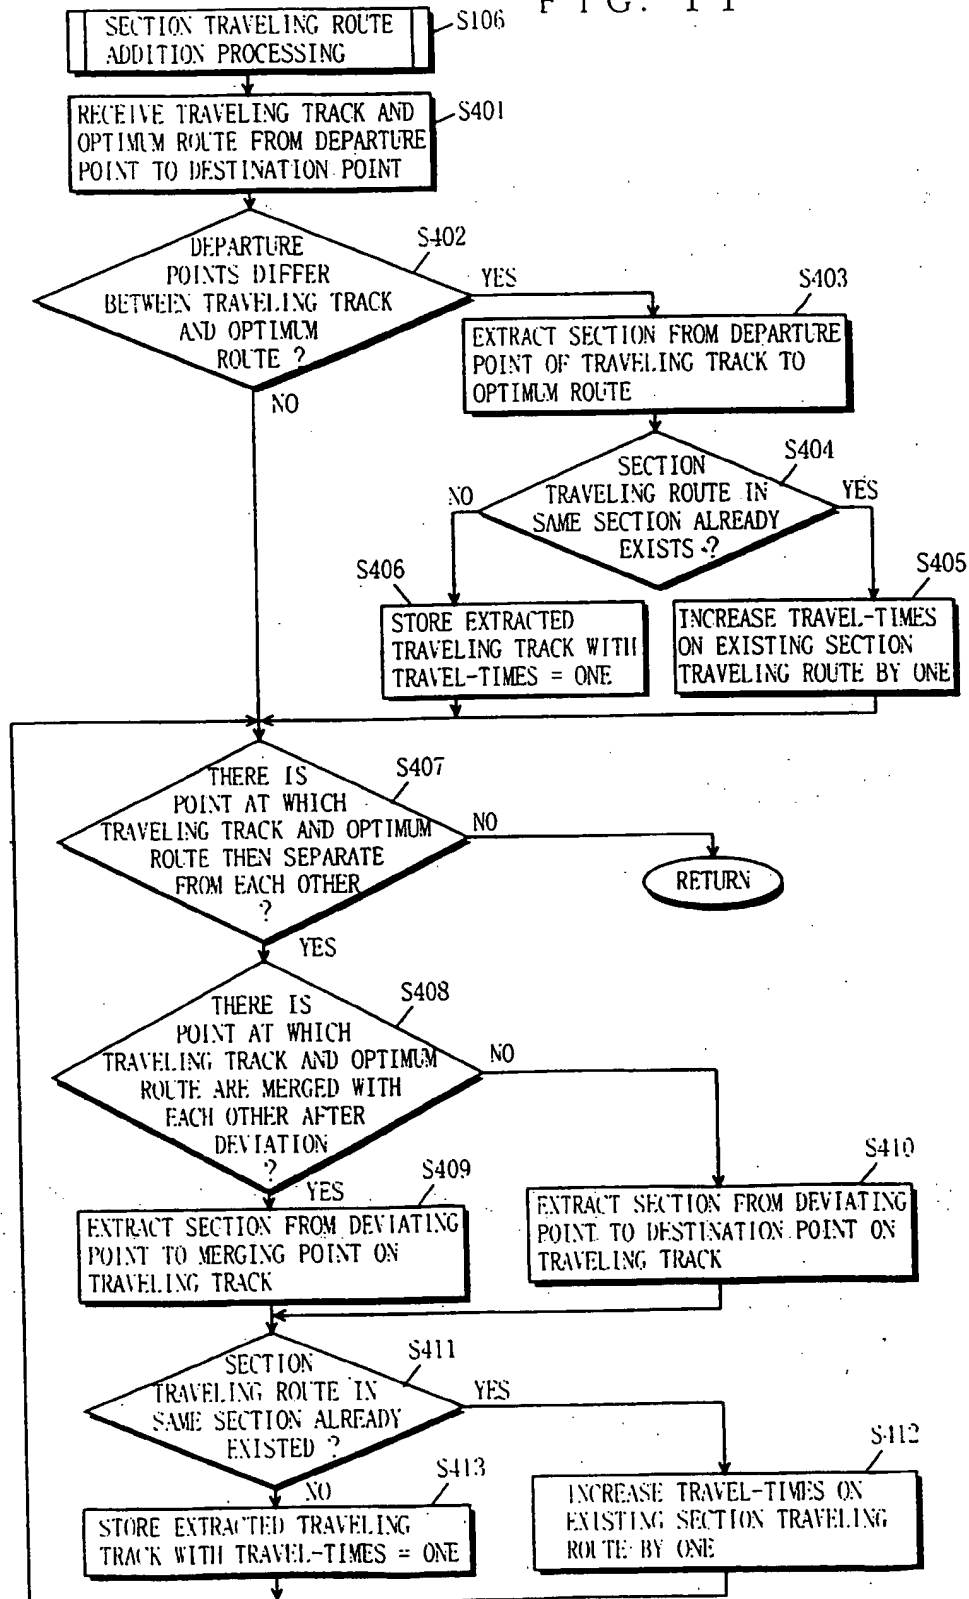 FIG. 11
SECTION TRAVELING ROUTE
ADDITION PROCESSING
S106
RECEIVE TRAVELING TRACK AND
OPTIMUM ROUTE FROM DEPARTURE
POINT TO DESTINATION POINT
S401
DEPARTURE
POINTS DIFFER
BETWEEN TRAVELING TRACK
AND OPTIMUM
ROUTE ?
S402
YES
NO
S403
EXTRACT SECTION FROM DEPARTURE
POINT OF TRAVELING TRACK TO
OPTIMUM ROUTE
S404
SECTION
TRAVELING ROUTE IN
SAME SECTION ALREADY
EXISTS ?
NO
YES
S406
STORE EXTRACTED
TRAVELING TRACK WITH
TRAVEL-TIMES = ONE
S405
INCREASE TRAVEL-TIMES
ON EXISTING SECTION
TRAVELING ROUTE BY ONE
S407
THERE IS
POINT AT WHICH
TRAVELING TRACK AND OPTIMUM
ROUTE THEN SEPARATE
FROM EACH OTHER
?
NO
RETURN
YES
S408
THERE IS
POINT AT WHICH
TRAVELING TRACK AND OPTIMUM
ROUTE ARE MERGED WITH
EACH OTHER AFTER
DEVIATION
?
NO
YES
S409
EXTRACT SECTION FROM DEVIATING
POINT TO MERGING POINT ON
TRAVELING TRACK
S410
EXTRACT SECTION FROM DEVIATING
POINT TO DESTINATION POINT ON
TRAVELING TRACK
S411
SECTION
TRAVELING ROUTE IN
SAME SECTION ALREADY
EXISTED ?
YES
NO
S413
STORE EXTRACTED TRAVELING
TRACK WITH TRAVEL-TIMES = ONE
S412
INCREASE TRAVEL-TIMES ON
EXISTING SECTION TRAVELING
ROUTE BY ONE